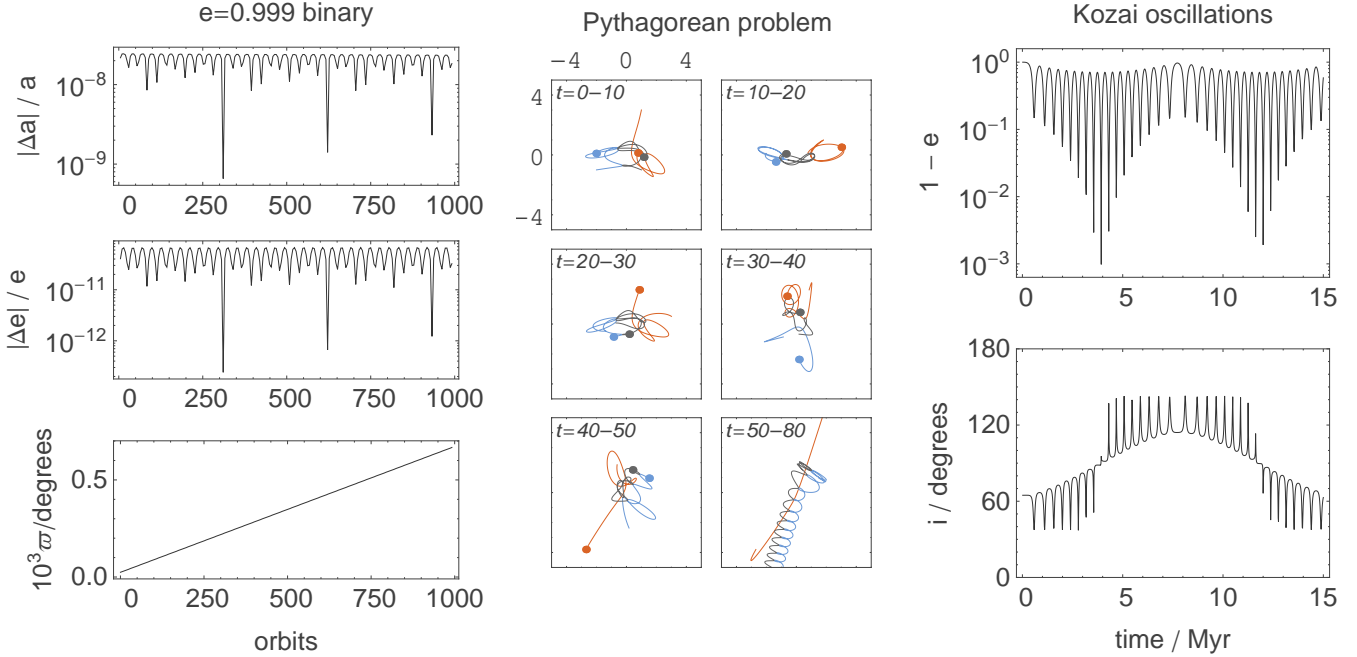 e=0.999 binary
|Δa| / a
10⁻⁸
10⁻⁹
0 250 500 750 1000
|Δe| / e
10⁻¹¹
10⁻¹²
0 250 500 750 1000
10³ϖ/degrees
0.5
0.0
0 250 500 750 1000
orbits
Pythagorean problem
−4 0 4
4
0
−4
t=0−10
t=10−20
t=20−30
t=30−40
t=40−50
t=50−80
Kozai oscillations
1 − e
10⁰
10⁻¹
10⁻²
10⁻³
0 5 10 15
i / degrees
180
120
60
0
0 5 10 15
time / Myr